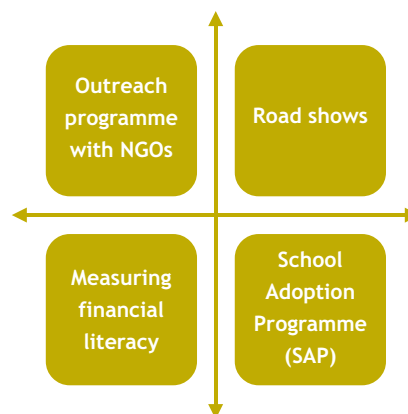 Outreach
programme
with NGOs
Road shows
Measuring
financial
literacy
School
Adoption
Programme
(SAP)